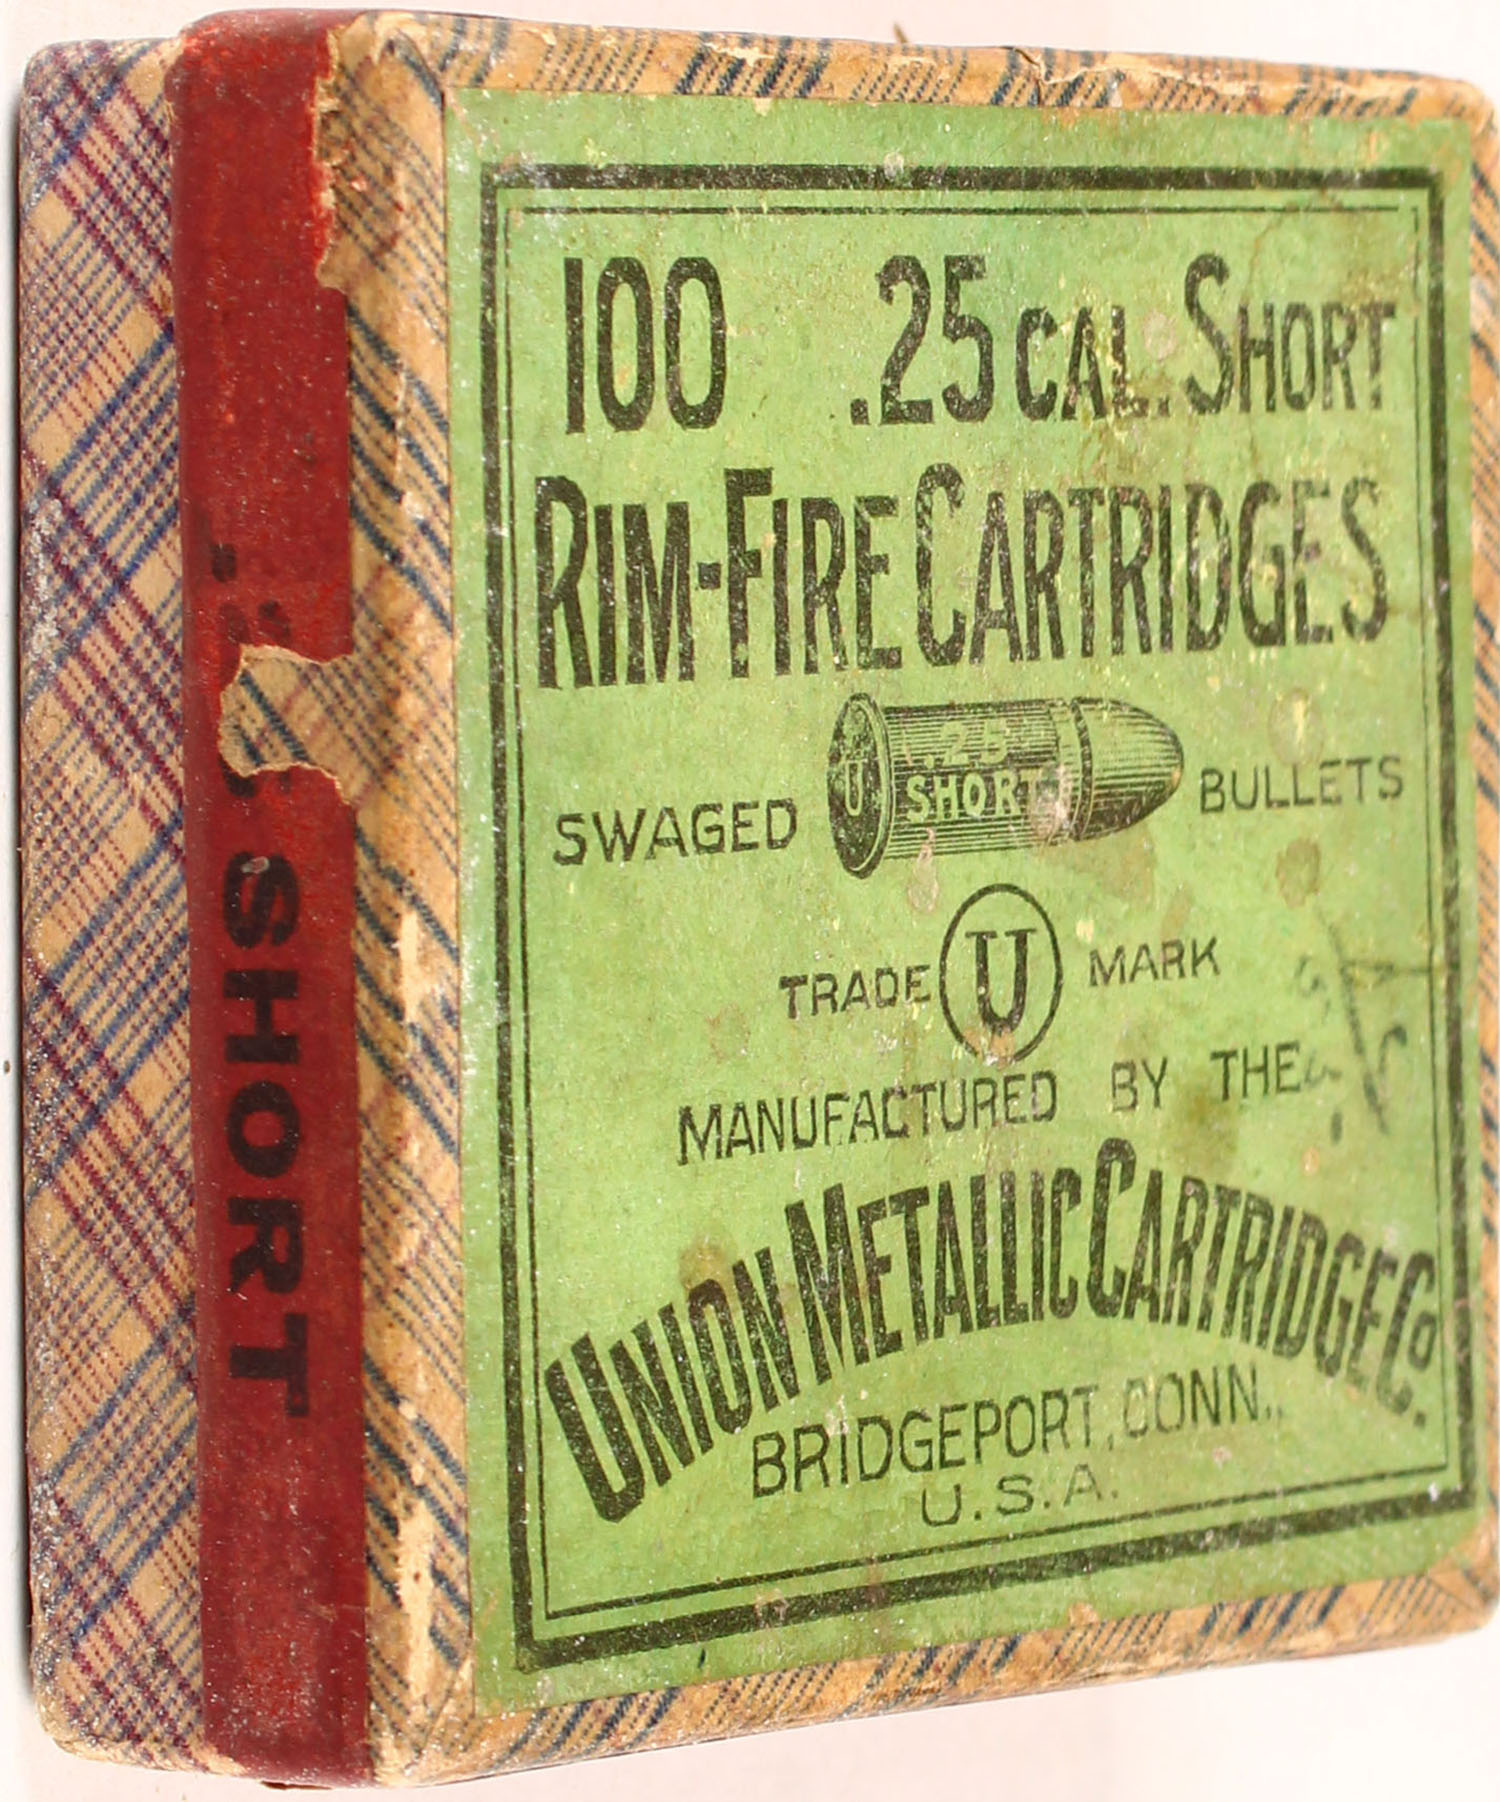 100 .25 CAL. SHORT
RIM-FIRE CARTRIDGES
SWAGED U .25 SHORT BULLETS
TRADE U MARK
MANUFACTURED BY THE
UNION METALLIC CARTRIDGE CO.
BRIDGEPORT, CONN.,
U.S.A.
SHORT